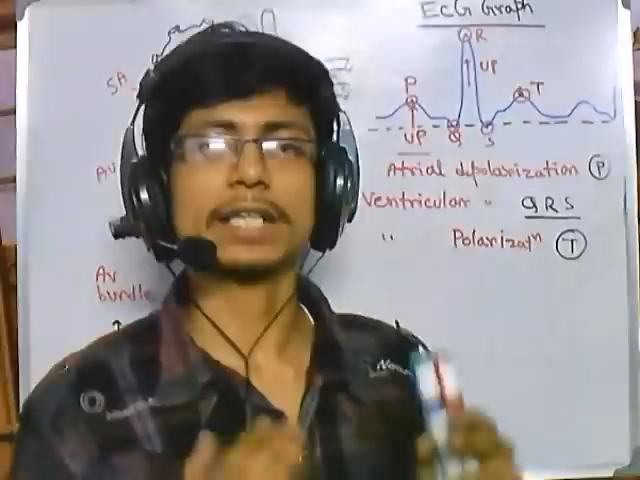 ECG Graph
R
UP
P
T
UP
Q
S
SA
Atrial depolarization P
AV
Ventricular " QRS
" Polarizatn T
AV
bundle